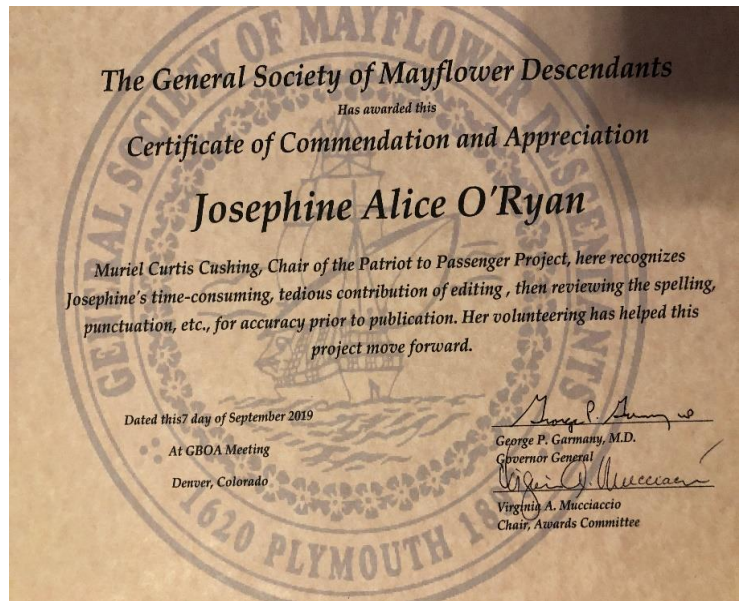 GENERAL SOCIETY OF MAYFLOWER DESCENDANTS
The General Society of Mayflower Descendants
Has awarded this
Certificate of Commendation and Appreciation
Josephine Alice O'Ryan
Muriel Curtis Cushing, Chair of the Patriot to Passenger Project, here recognizes
Josephine's time-consuming, tedious contribution of editing , then reviewing the spelling,
punctuation, etc., for accuracy prior to publication. Her volunteering has helped this
project move forward.
Dated this7 day of September 2019
At GBOA Meeting
Denver, Colorado
George P. Garmany, M.D.
Governor General
Virginia A. Mucciaccio
Virginia A. Mucciaccio
Chair, Awards Committee
1620 PLYMOUTH